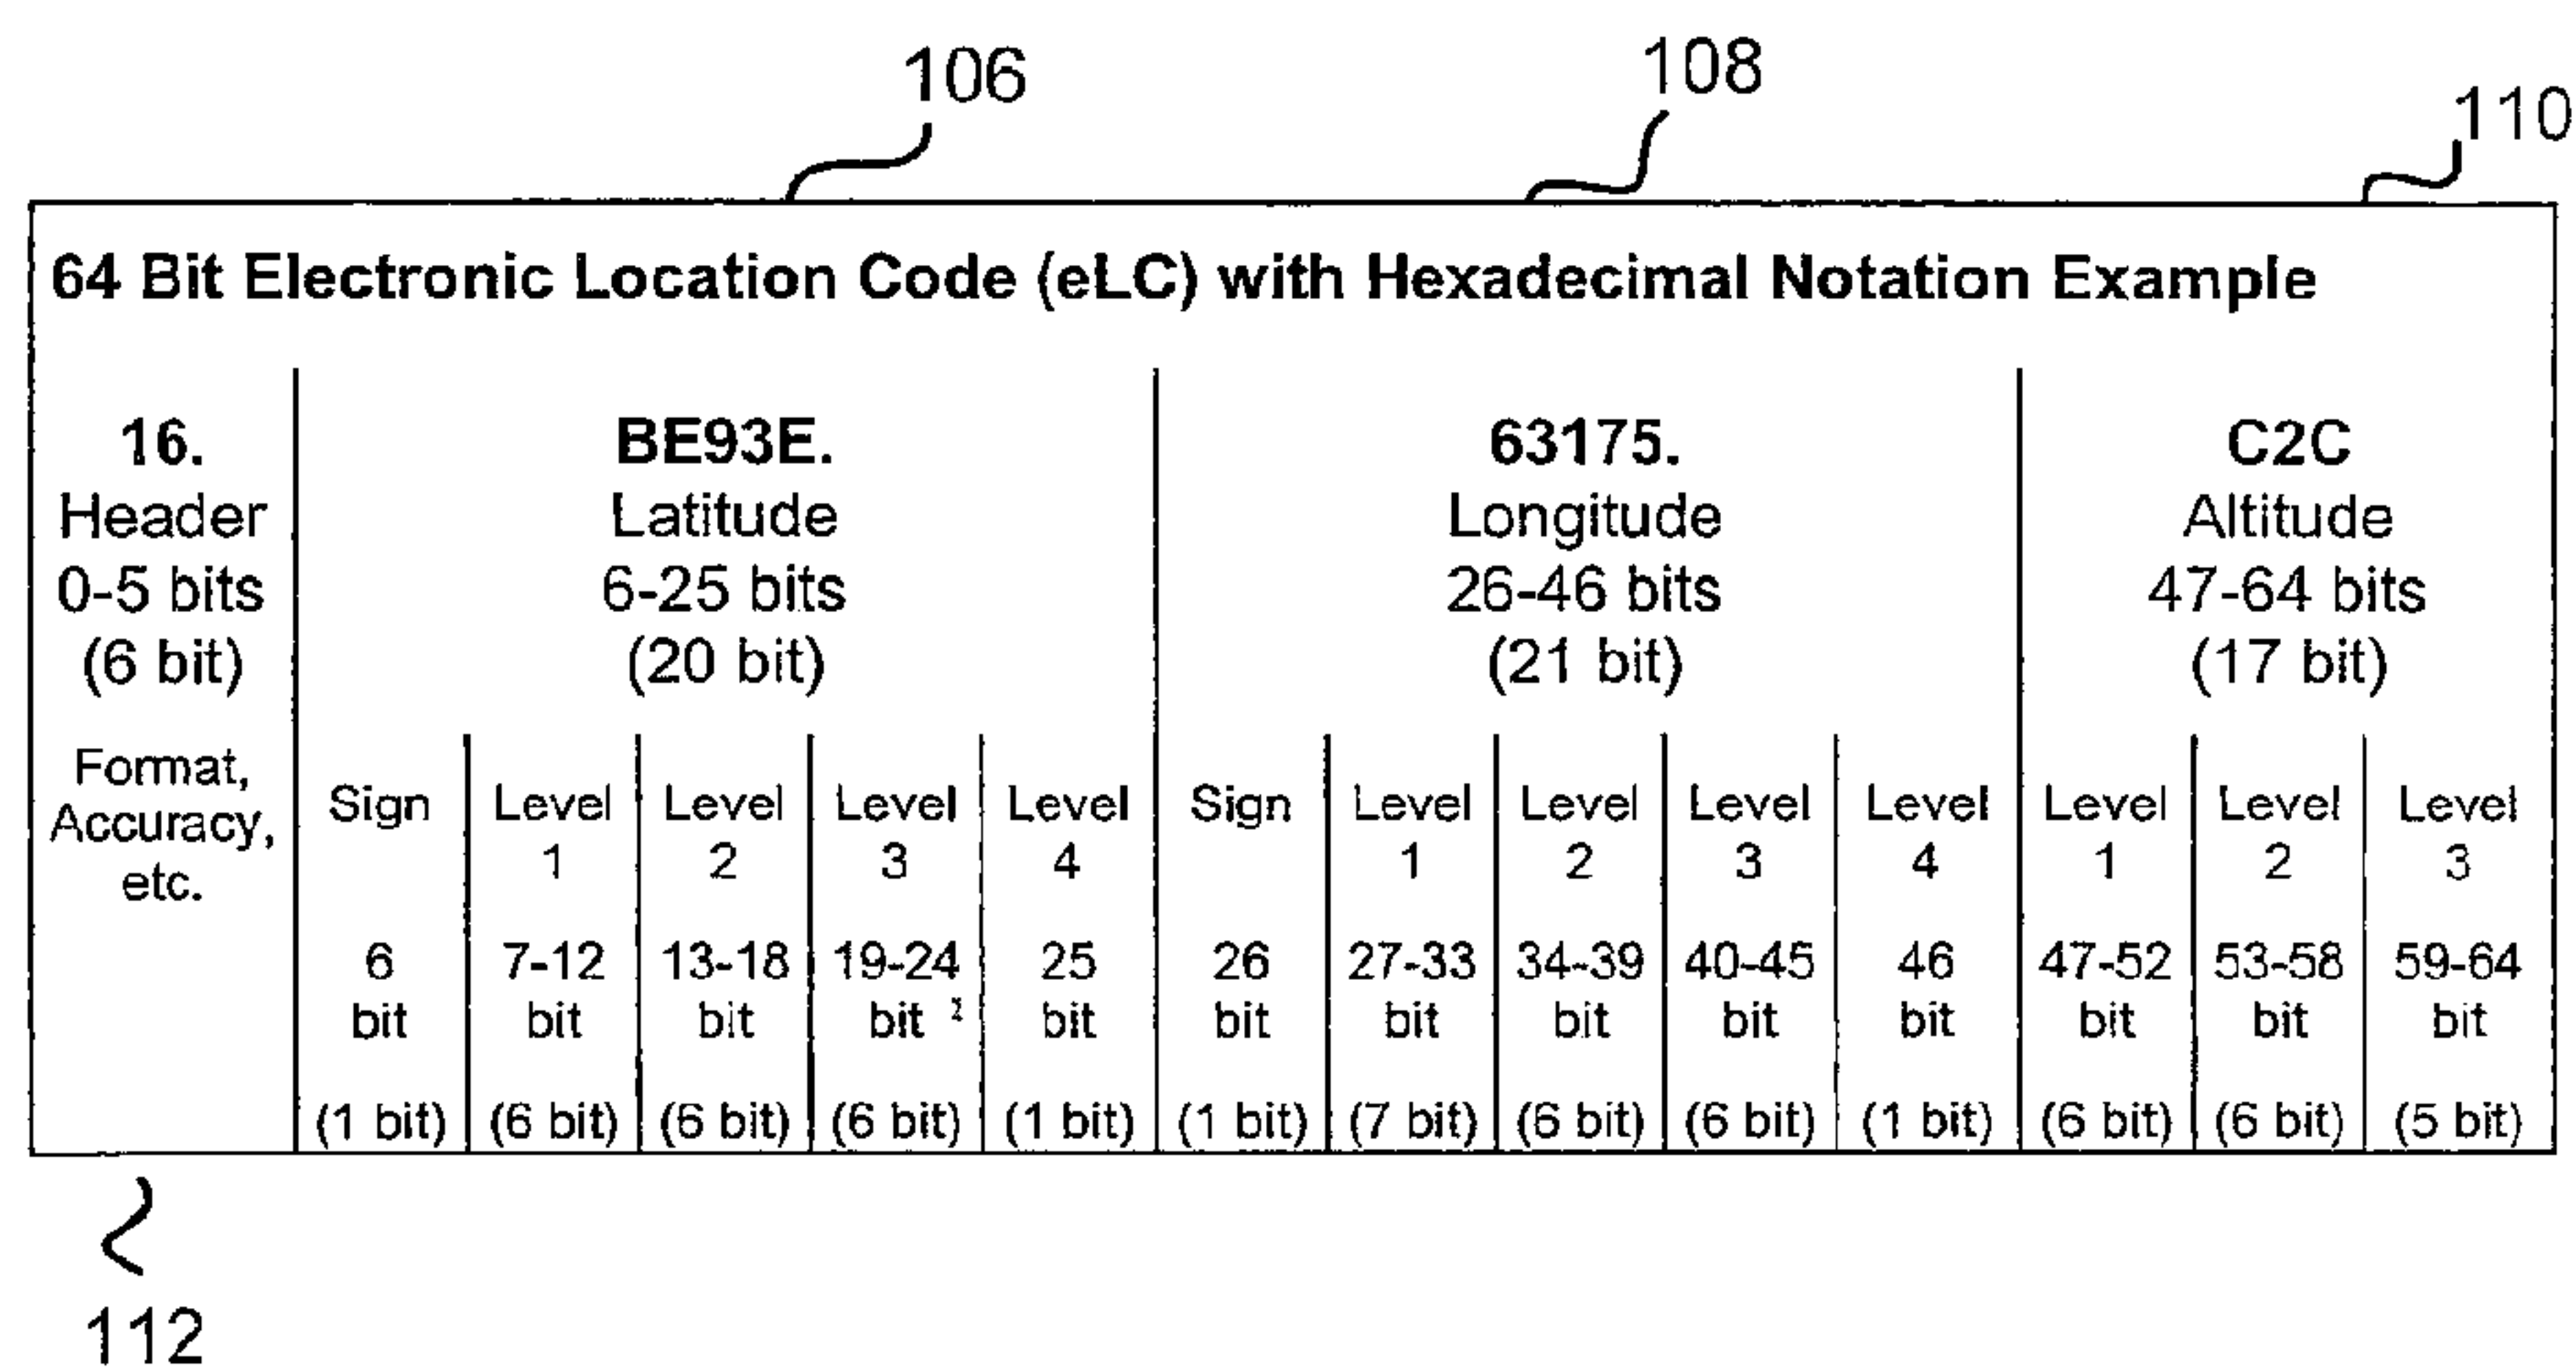 106
108
110
64 Bit Electronic Location Code (eLC) with Hexadecimal Notation Example
16.
Header
0-5 bits
(6 bit)
Format,
Accuracy,
etc.
BE93E.
Latitude
6-25 bits
(20 bit)
Sign
6
bit
(1 bit)
Level
1
7-12
bit
(6 bit)
Level
2
13-18
bit
(6 bit)
Level
3
19-24
bit
(6 bit)
Level
4
25
bit
(1 bit)
63175.
Longitude
26-46 bits
(21 bit)
Sign
26
bit
(1 bit)
Level
1
27-33
bit
(7 bit)
Level
2
34-39
bit
(6 bit)
Level
3
40-45
bit
(6 bit)
Level
4
46
bit
(1 bit)
C2C
Altitude
47-64 bits
(17 bit)
Level
1
47-52
bit
(6 bit)
Level
2
53-58
bit
(6 bit)
Level
3
59-64
bit
(5 bit)
112